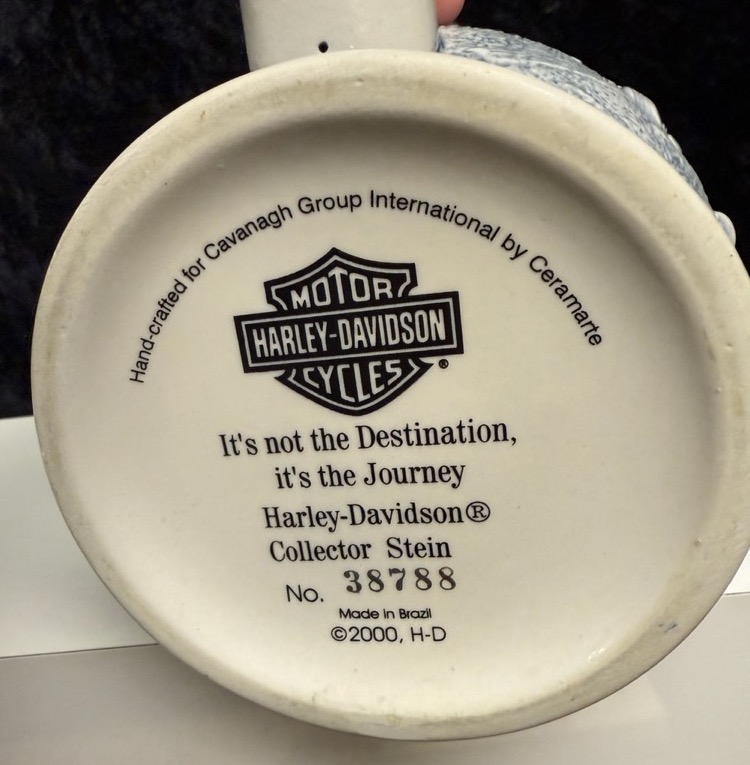 Hand-crafted for Cavanagh Group International by Ceramarte
MOTOR
HARLEY-DAVIDSON
CYCLES
®
It's not the Destination,
it's the Journey
Harley-Davidson®
Collector Stein
No. 38788
Made in Brazil
©2000, H-D